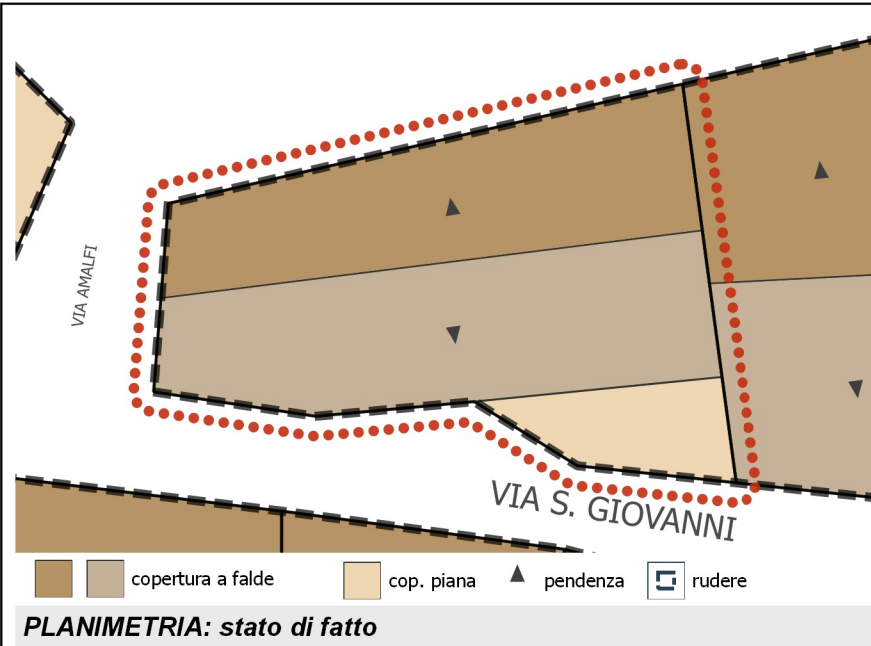 VIA AMALFI
VIA S. GIOVANNI
copertura a falde cop. piana pendenza rudere
PLANIMETRIA: stato di fatto